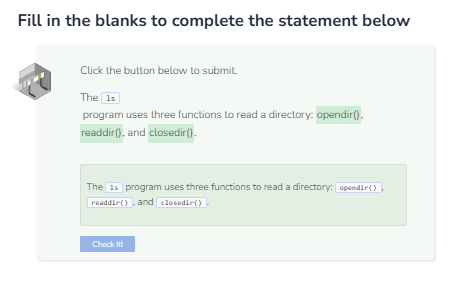 Fill in the blanks to complete the statement below
Click the button below to submit.
The ls
program uses three functions to read a directory: opendir(),
readdir(), and closedir().
The ls program uses three functions to read a directory: opendir(),
readdir(), and closedir().
Check It!